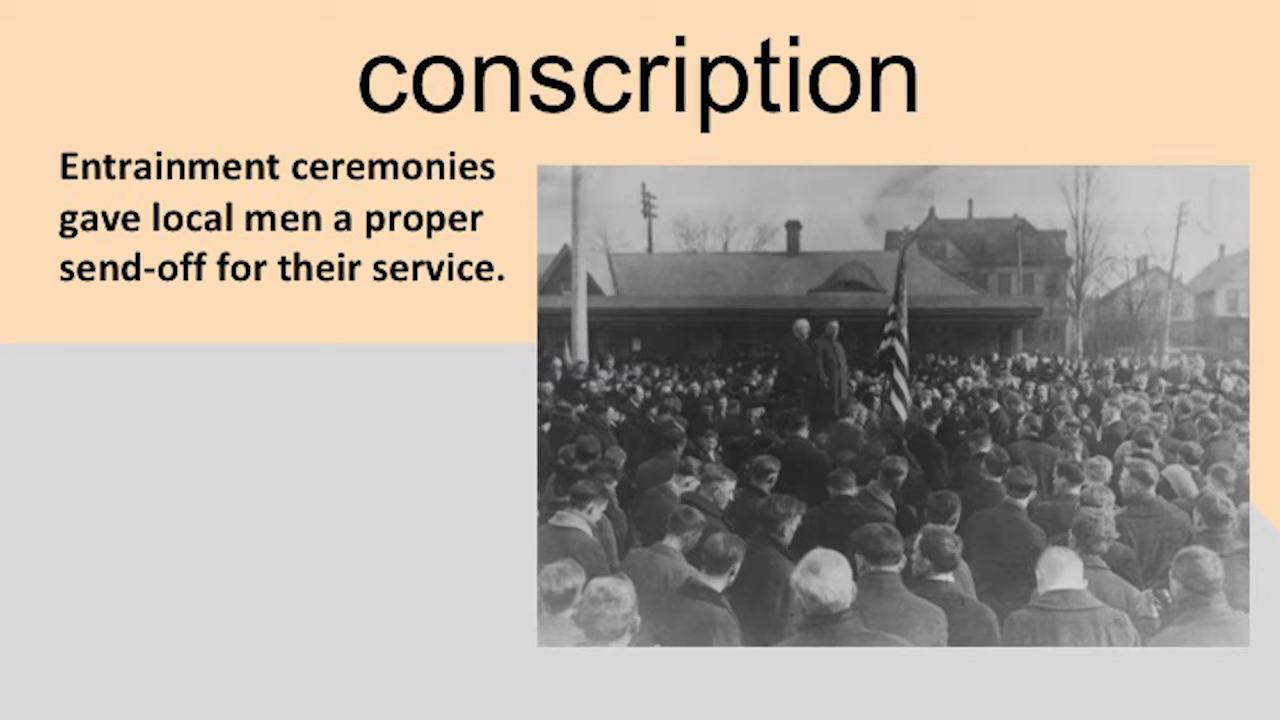 conscription
Entrainment ceremonies
gave local men a proper
send-off for their service.